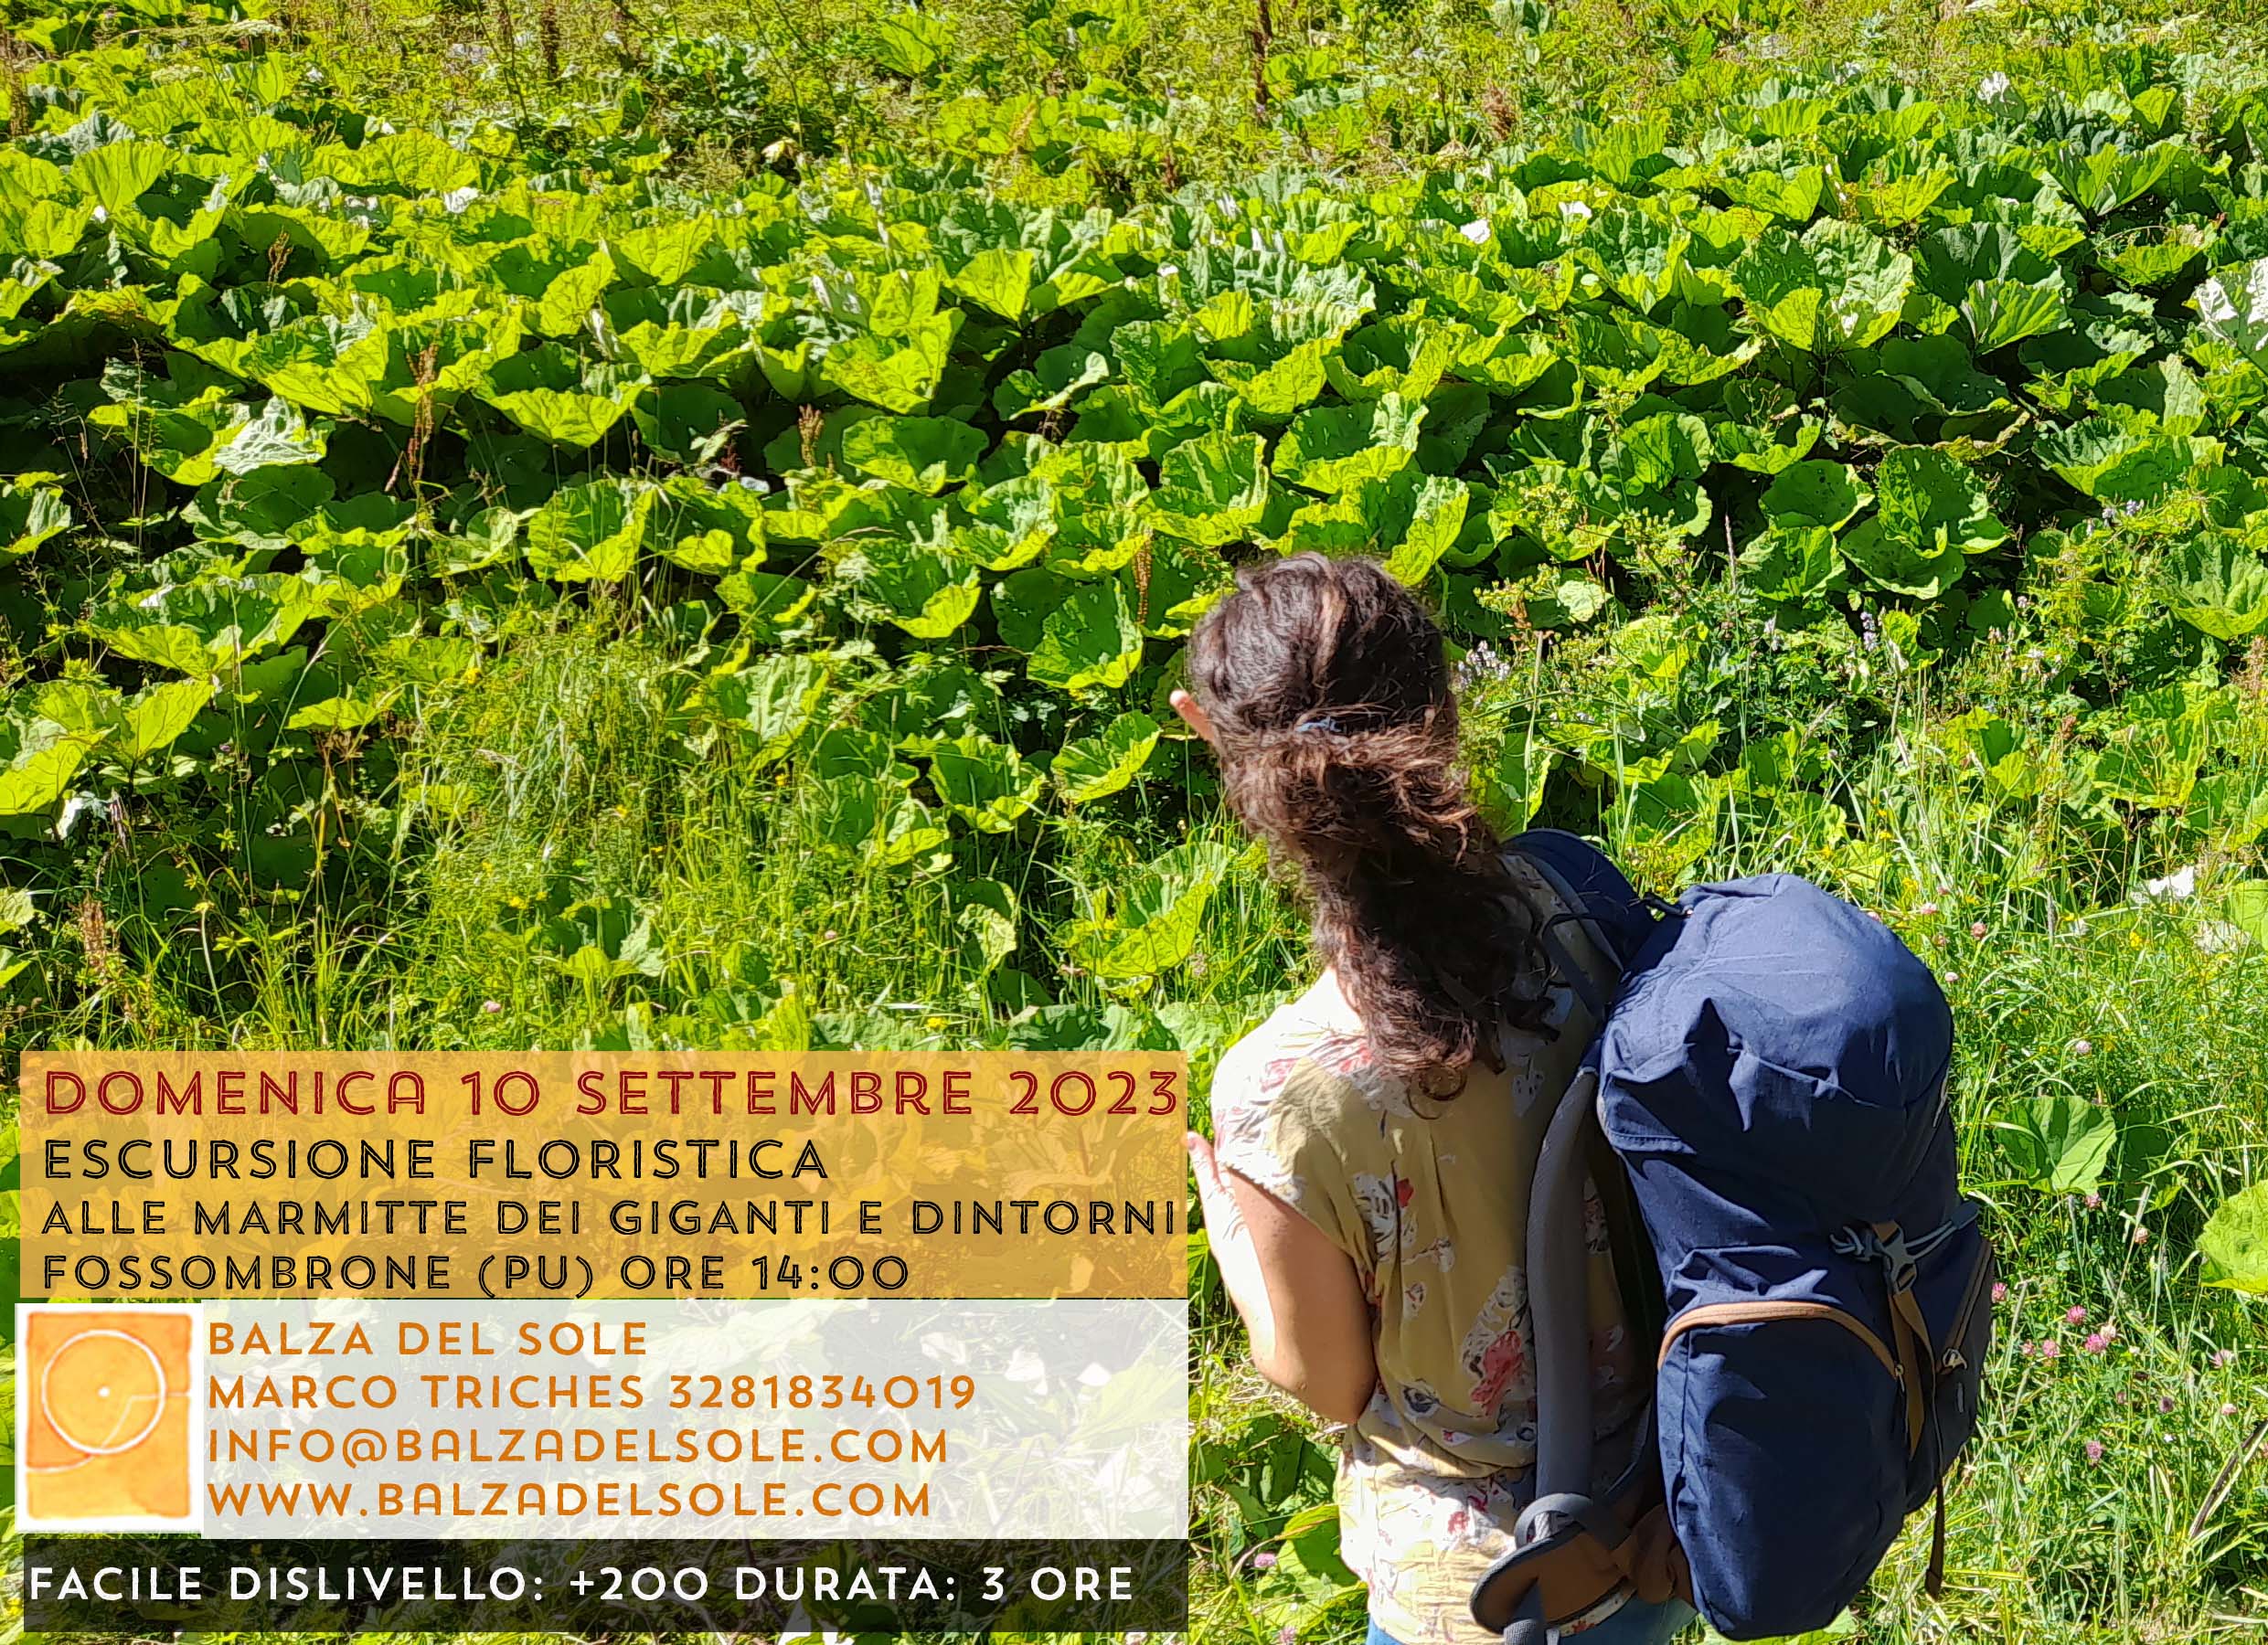 DOMENICA 10 SETTEMBRE 2023
ESCURSIONE FLORISTICA
ALLE MARMITTE DEI GIGANTI E DINTORNI
FOSSOMBRONE (PU) ORE 14:00
BALZA DEL SOLE
MARCO TRICHES 3281834019
INFO@BALZADELSOLE.COM
WWW.BALZADELSOLE.COM
FACILE DISLIVELLO: +200 DURATA: 3 ORE